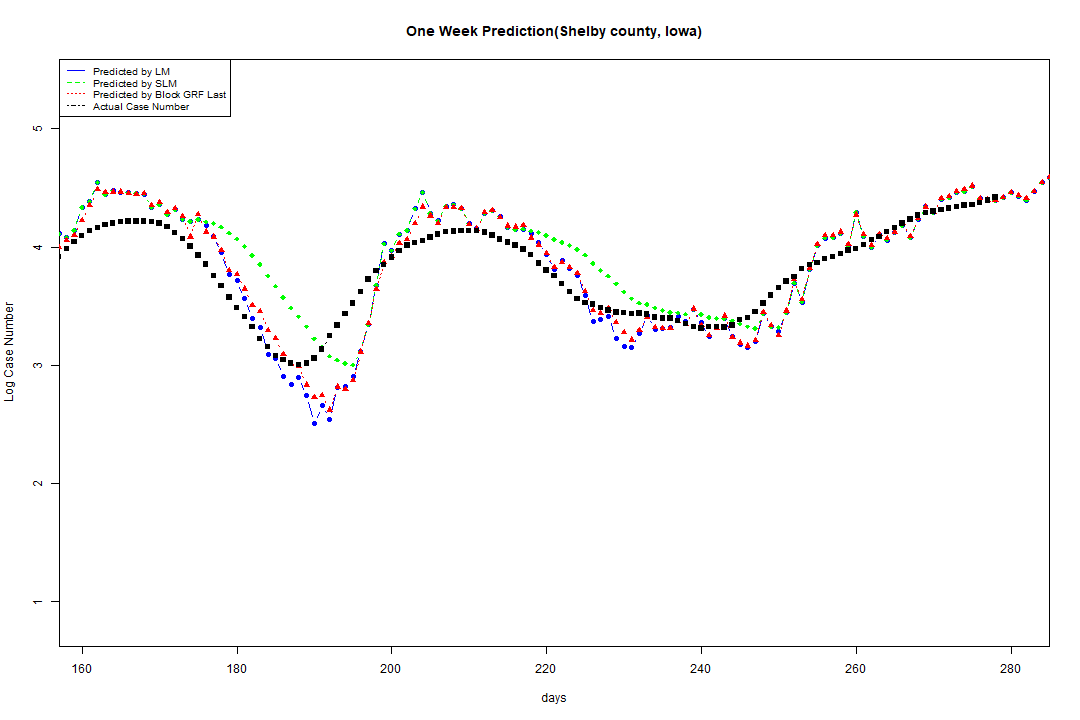 One Week Prediction(Shelby county, Iowa)
Predicted by LM
Predicted by SLM
Predicted by Block GRF Last
Actual Case Number
5
4
3
2
1
Log Case Number
160 180 200 220 240 260 280
days